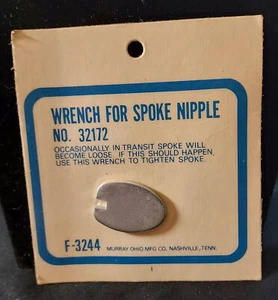 WRENCH FOR SPOKE NIPPLE
NO. 32172
OCCASIONALLY IN TRANSIT SPOKE WILL
BECOME LOOSE. IF THIS SHOULD HAPPEN,
USE THIS WRENCH TO TIGHTEN SPOKE.
F-3244 MURRAY OHIO MFG CO. NASHVILLE, TENN.